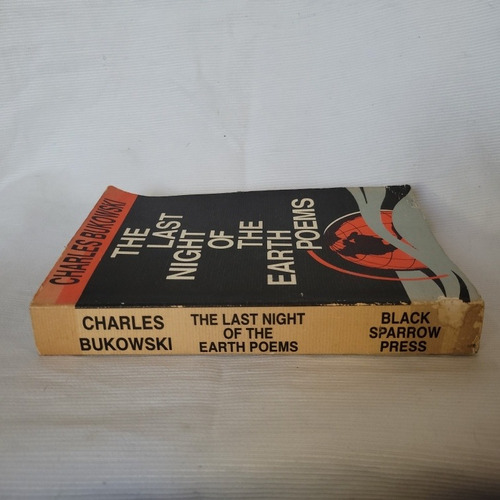 CHARLES BUKOWSKI
THE
LAST
NIGHT
OF
THE
EARTH
POEMS
CHARLES
BUKOWSKI
THE LAST NIGHT
OF THE
EARTH POEMS
BLACK
SPARROW
PRESS